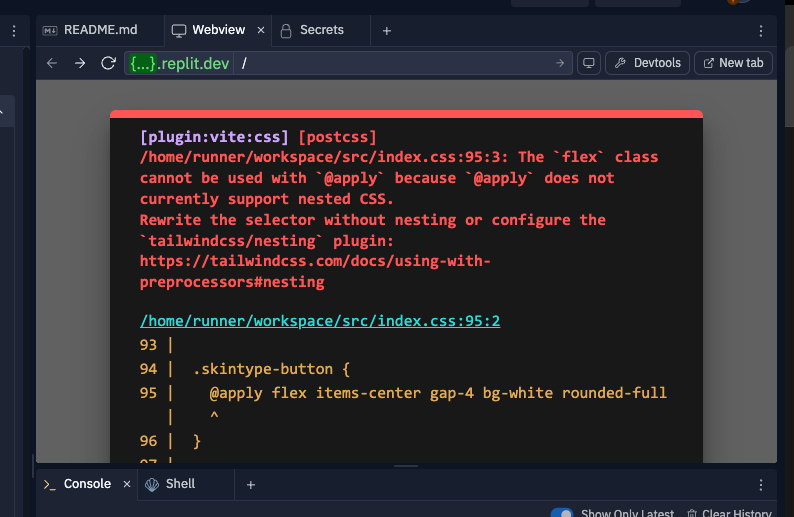 README.md
Webview
Secrets
{...}.replit.dev /
Devtools
New tab
[plugin:vite:css] [postcss]
/home/runner/workspace/src/index.css:95:3: The `flex` class
cannot be used with `@apply` because `@apply` does not
currently support nested CSS.
Rewrite the selector without nesting or configure the
`tailwindcss/nesting` plugin:
https://tailwindcss.com/docs/using-with-
preprocessors#nesting
/home/runner/workspace/src/index.css:95:2
93 |
94 |  .skintype-button {
95 |    @apply flex items-center gap-4 bg-white rounded-full
   |    ^
96 |  }
97 |
Console
Shell
Show Only Latest
Clear History